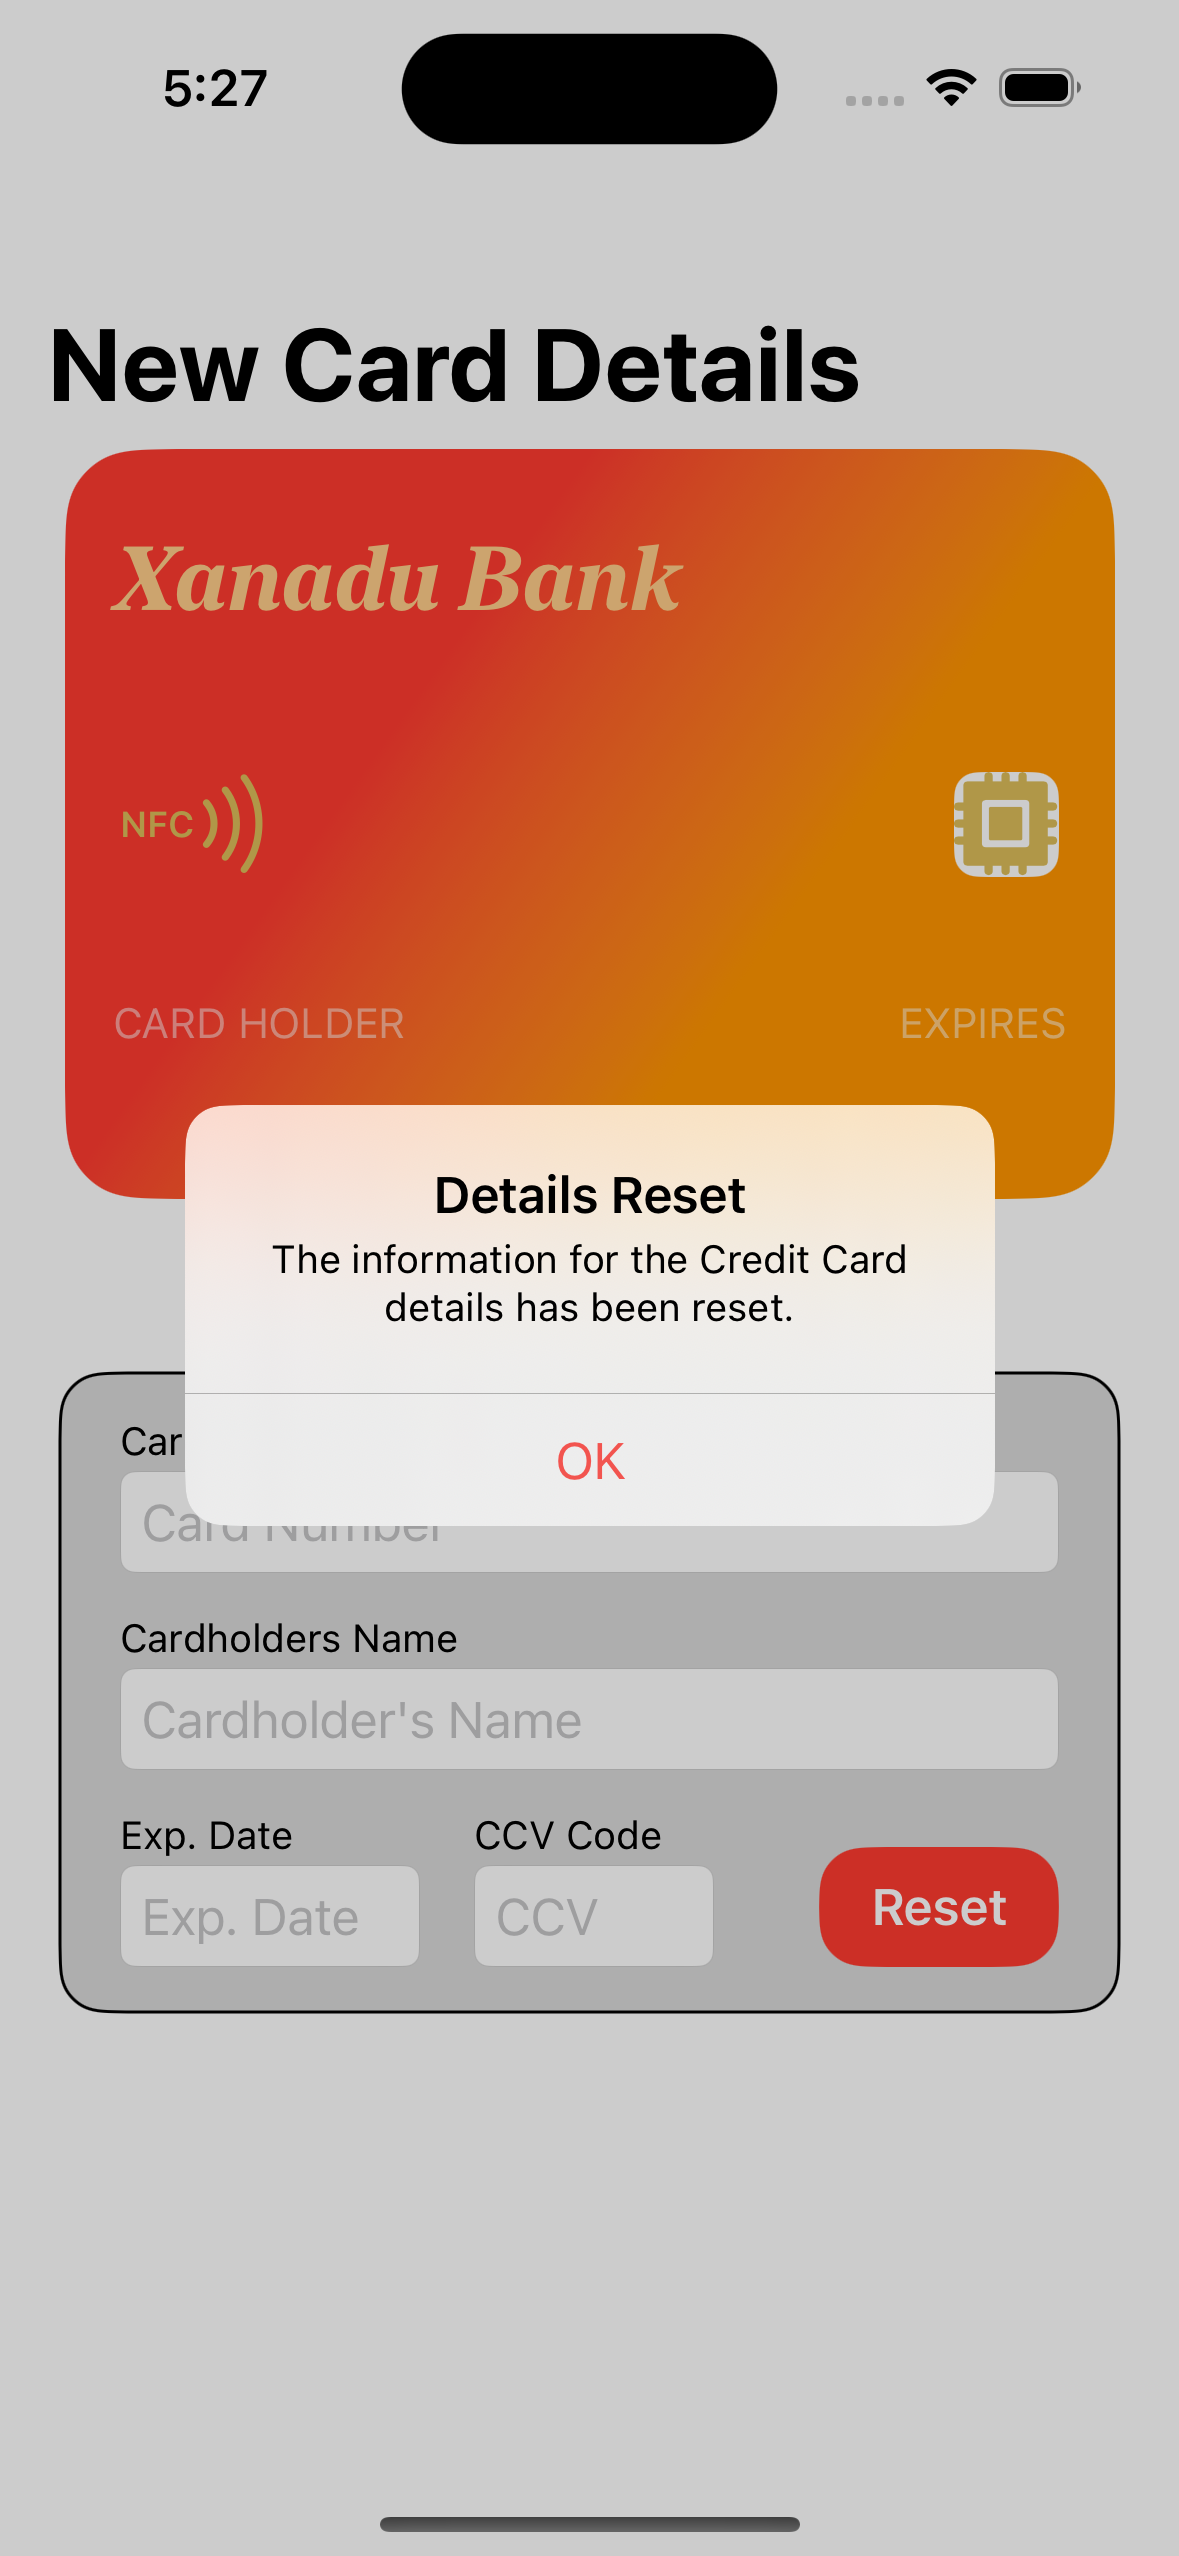 5:27
New Card Details
Xanadu Bank
NFC
CARD HOLDER
EXPIRES
Details Reset
The information for the Credit Card
details has been reset.
OK
Car
Card Number
Cardholders Name
Cardholder's Name
Exp. Date
CCV Code
Exp. Date
CCV
Reset